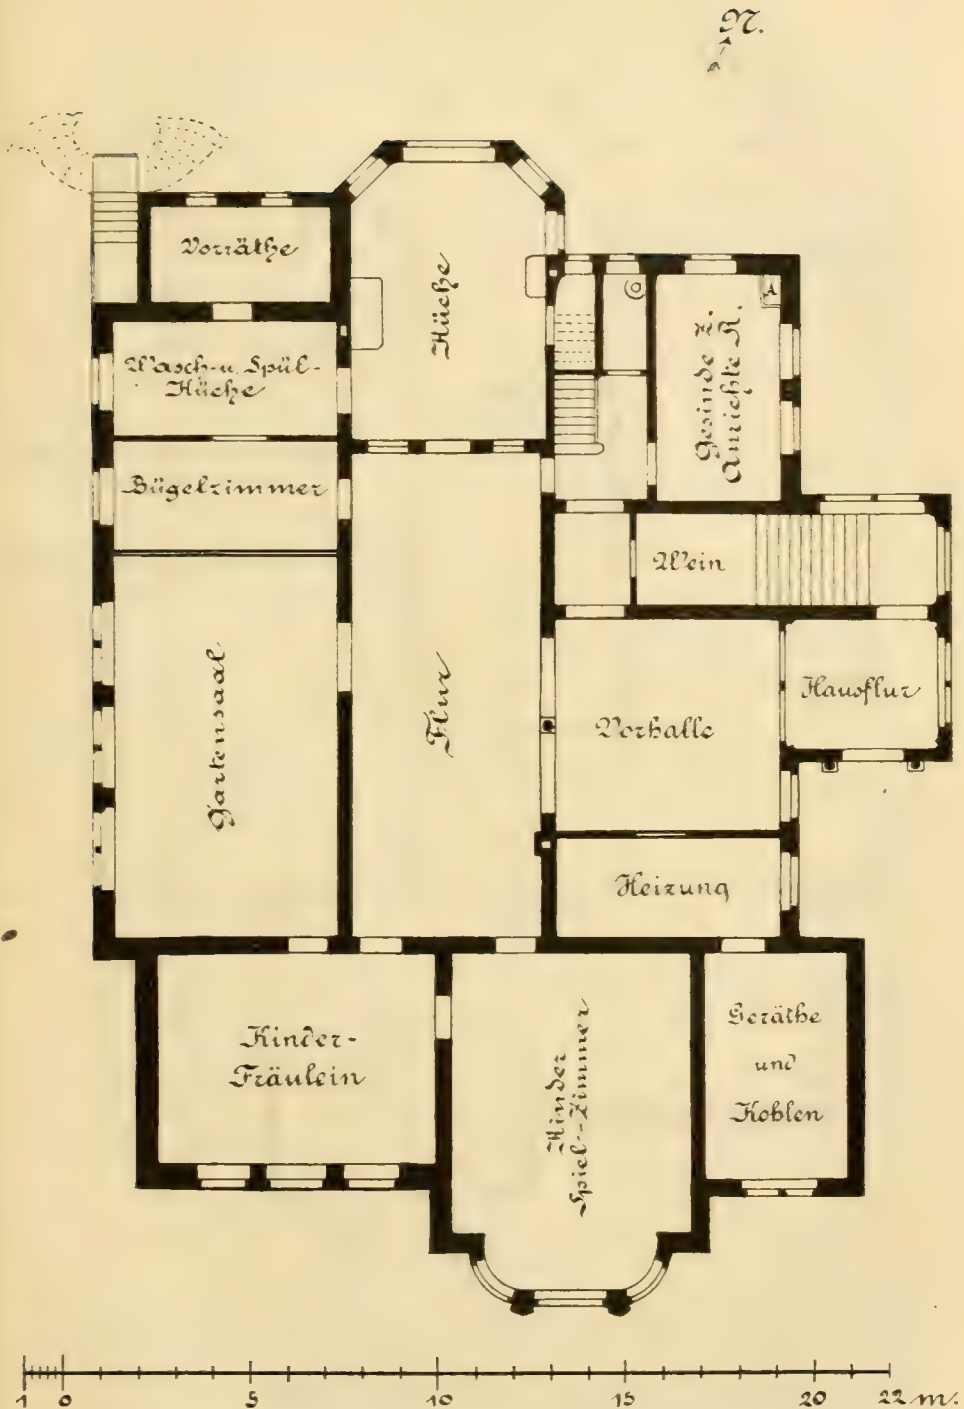 N.
Vorräthe
Küche
Wasch- u. Spül-
Küche
Gesinde Z.
Anrichte R.
A
Bügelzimmer
Wein
Gartensaal
Flur
Vorhalle
Hausflur
Heizung
Kinder-
Fräulein
Kinder
Spiel-Zimmer
Geräthe
und
Kohlen
1 0 5 10 15 20 22 m.